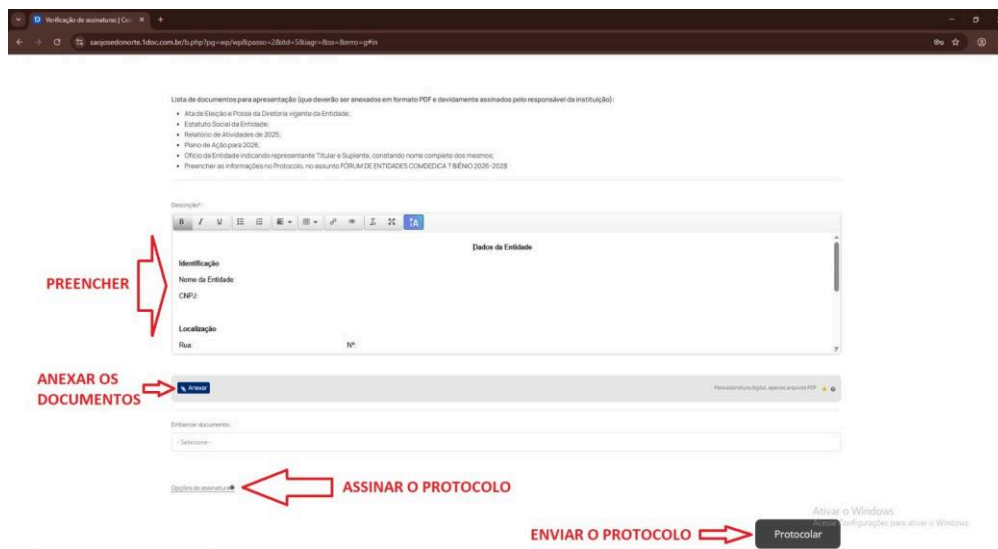 Verificação de assinaturas | Cen
saojosedonorte.1doc.com.br/b.php?pg=wp/wp&passo=2&itd=5&iagr=&ss=&erro=g#in
Lista de documentos para apresentação (que deverão ser anexados em formato PDF e devidamente assinados pelo responsável da instituição):
Ata de Eleição e Posse da Diretoria vigente da Entidade;
Estatuto Social da Entidade;
Relatório de Atividades de 2025;
Plano de Ação para 2026;
Ofício da Entidade indicando representante Titular e Suplente, constando nome completo dos mesmos;
Preencher as informações no Protocolo, no assunto FÓRUM DE ENTIDADES COMDEDICA ? BIÊNIO 2026-2028
Descrição*:
B I U
Dados da Entidade
Identificação
PREENCHER
Nome da Entidade:
CNPJ:
Localização
Rua: Nº:
ANEXAR OS
DOCUMENTOS
Anexar
Para assinatura digital, apenas arquivos PDF
documento:
- Selecione -
Opções de assinatura
ASSINAR O PROTOCOLO
Ativar o Windows
Acesse Configurações para ativar o Windows.
ENVIAR O PROTOCOLO
Protocolar